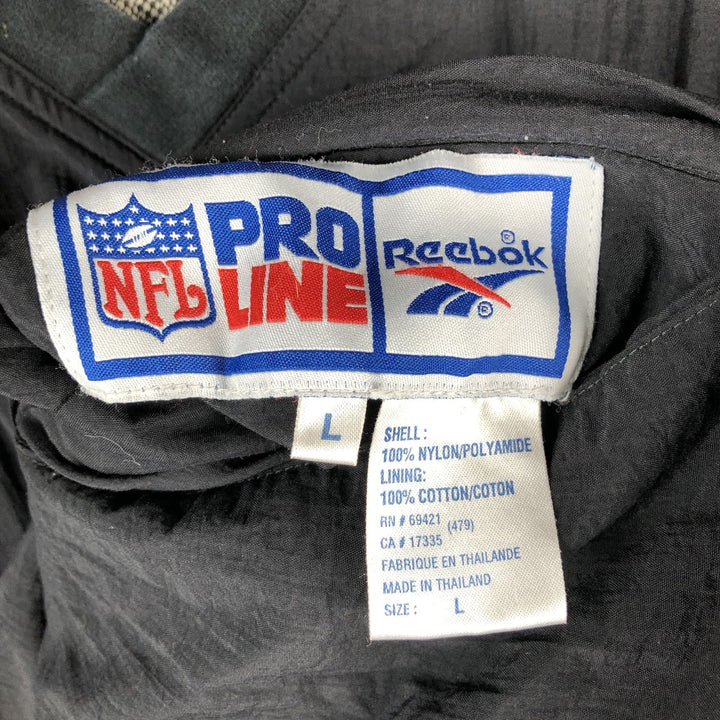 NFL
PRO
LINE
Reebok ®
®
L
SHELL:
100% NYLON/POLYAMIDE
LINING:
100% COTTON/COTON
RN # 69421 (479)
CA # 17335
FABRIQUE EN THAILANDE
MADE IN THAILAND
SIZE: L